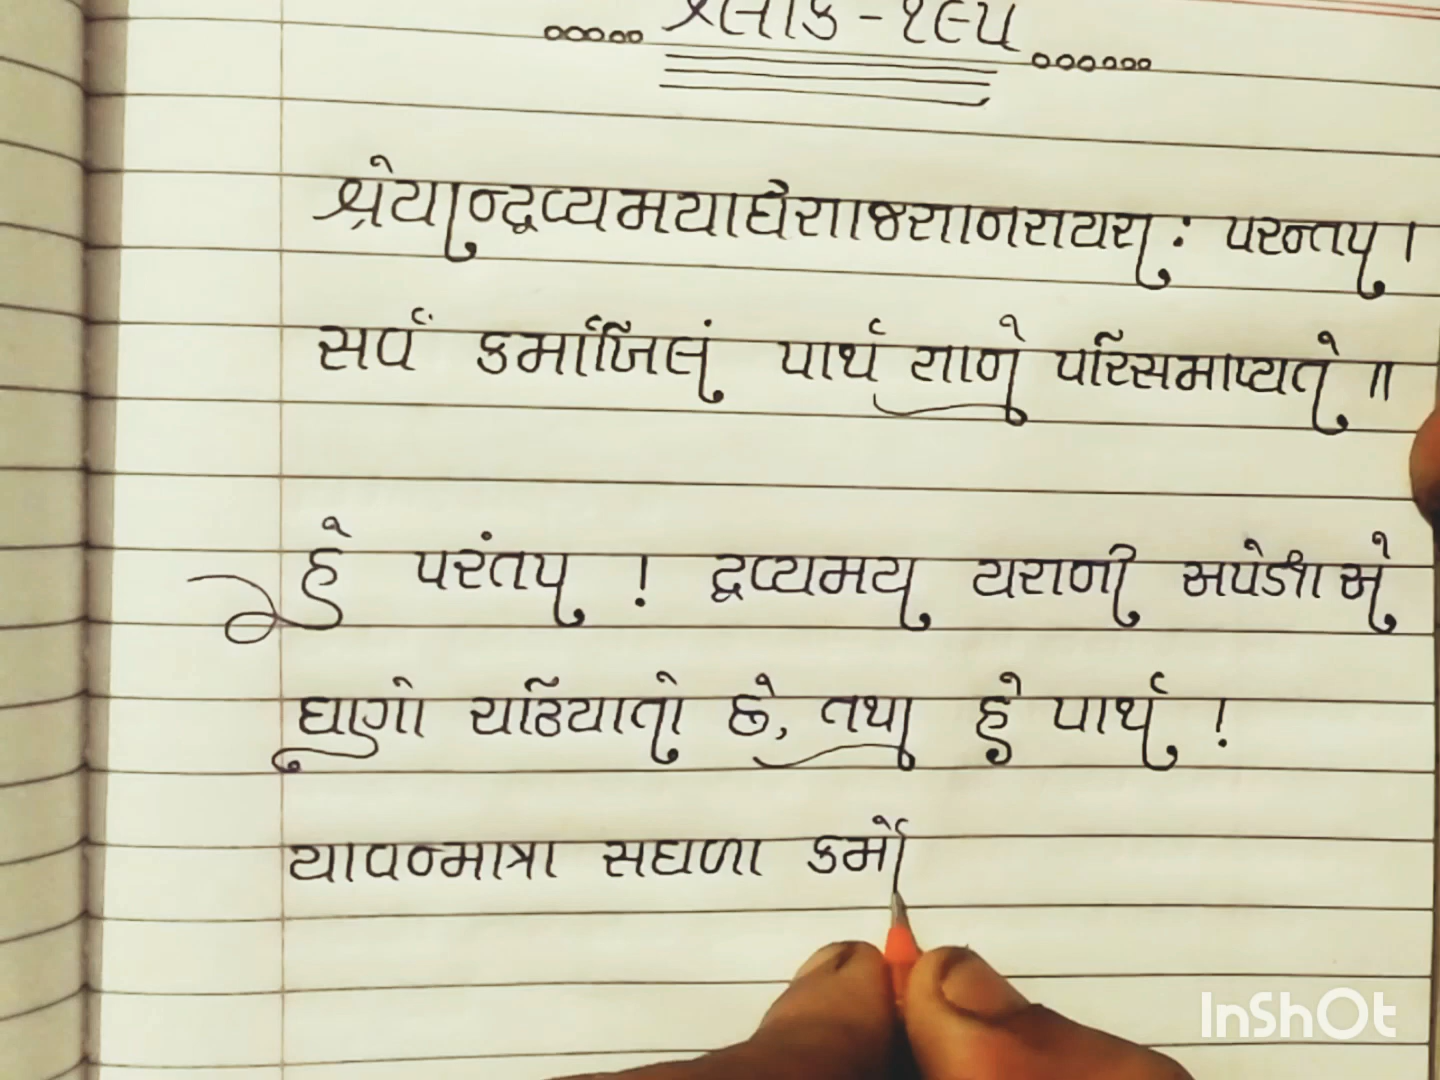 શ્લોક - ૧૯૫
શ્રેયાન્દ્રવ્યમયાદ્યજ્ઞાજ્જ્ઞાનયજ્ઞ: પરન્તપ ।
સર્વં કર્માખિલં પાર્થ જ્ઞાને પરિસમાપ્યતે ॥
હે પરંતપ ! દ્રવ્યમય યજ્ઞની અપેક્ષાએ
ઘણો ચઢિયાતો છે, તથા હે પાર્થ !
યાવન્માત્રા સઘળા કર્મો
InShOt